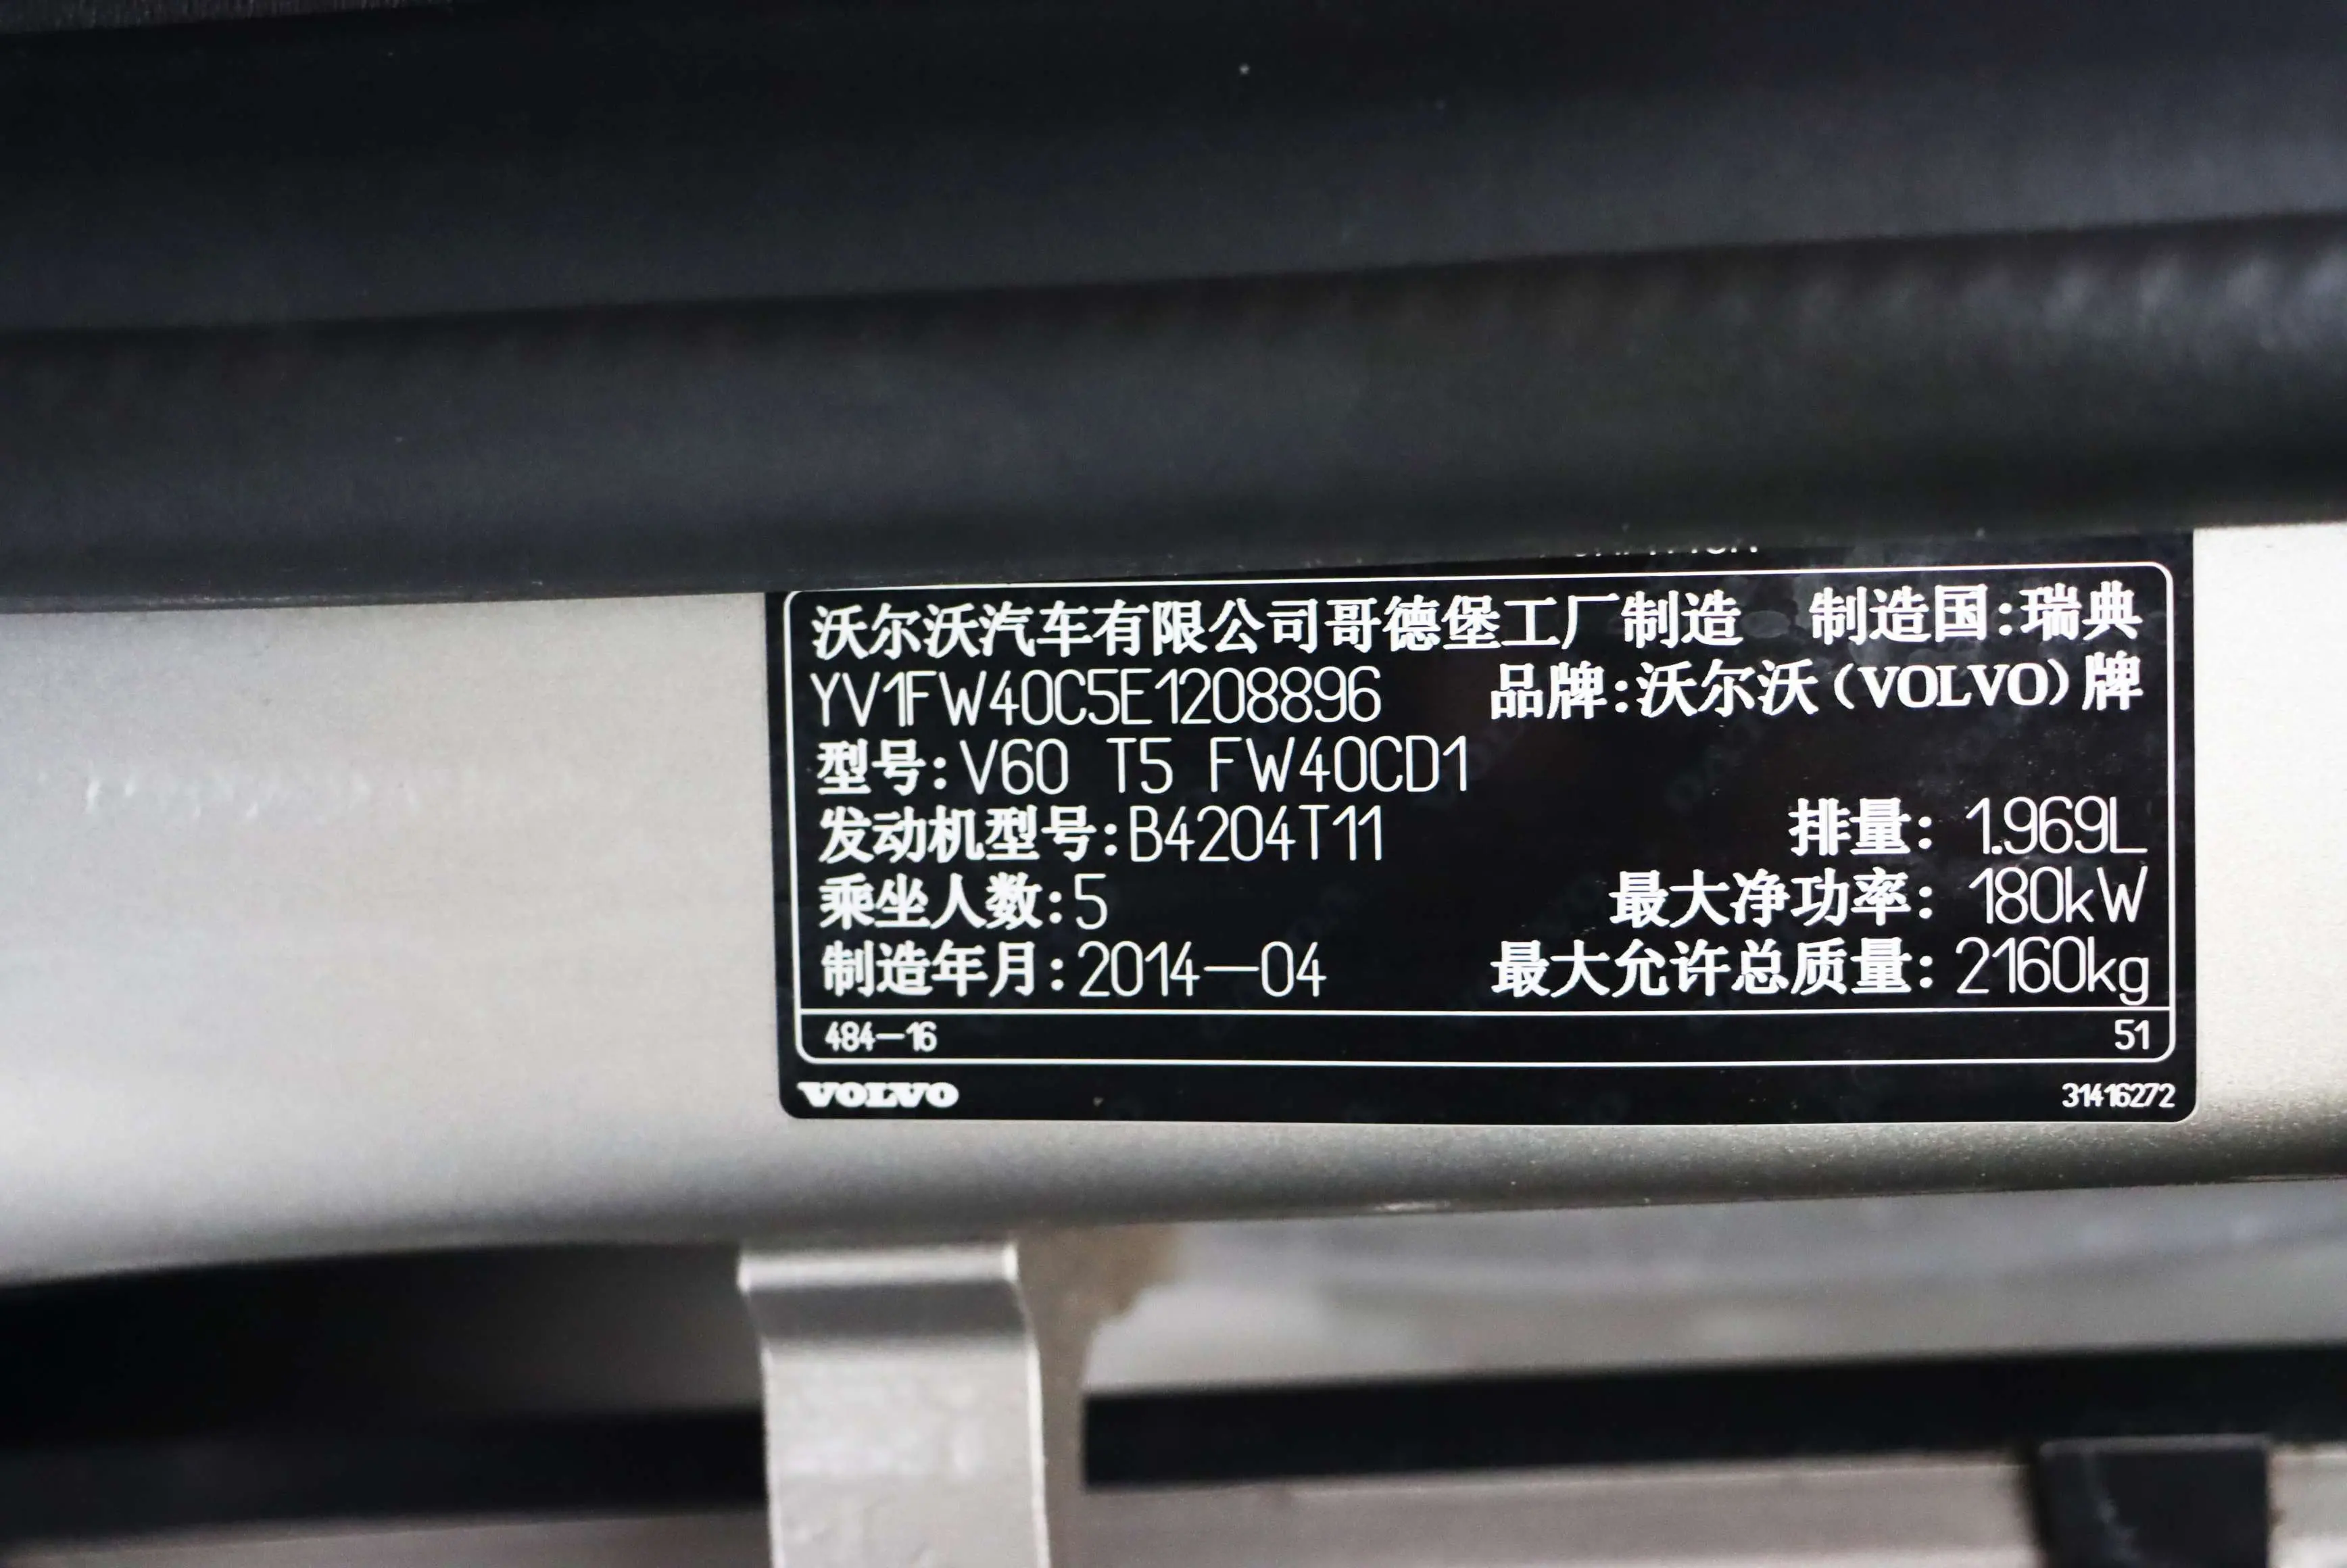 沃尔沃汽车有限公司哥德堡工厂制造 制造国:瑞典
YV1FW40C5E1208896 品牌:沃尔沃(VOLVO)牌
型号:V60 T5 FW40CD1
发动机型号:B4204T11 排量: 1.969L
乘坐人数:5 最大净功率: 180kW
制造年月:2014—04 最大允许总质量: 2160kg
484—16 51
VOLVO 31416272